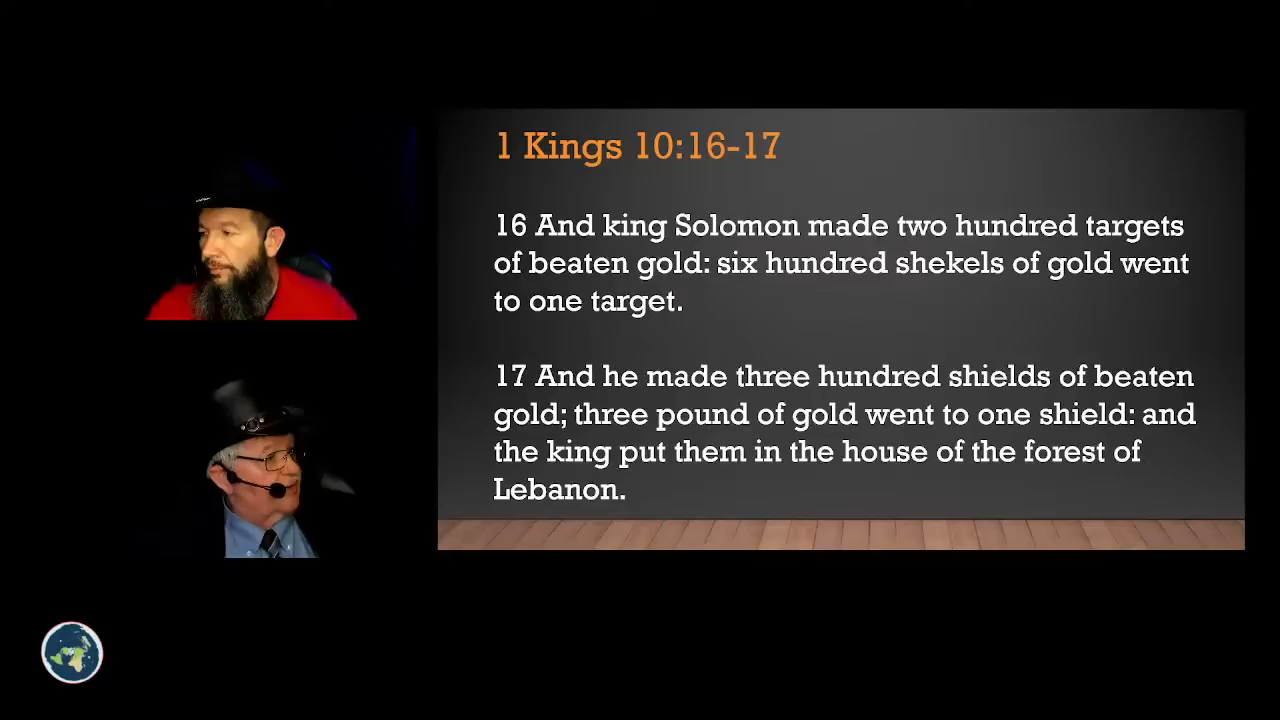 1 Kings 10:16-17
16 And king Solomon made two hundred targets
of beaten gold: six hundred shekels of gold went
to one target.
17 And he made three hundred shields of beaten
gold; three pound of gold went to one shield: and
the king put them in the house of the forest of
Lebanon.